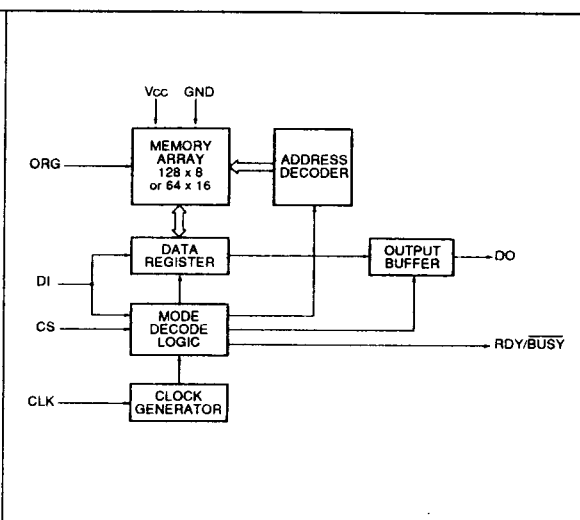 Vcc GND
MEMORY
ARRAY
128 x 8
or 64 x 16
ADDRESS
DECODER
ORG
DATA
REGISTER
OUTPUT
BUFFER
DO
DI
MODE
DECODE
LOGIC
CS
RDY/BUSY
CLK
CLOCK
GENERATOR